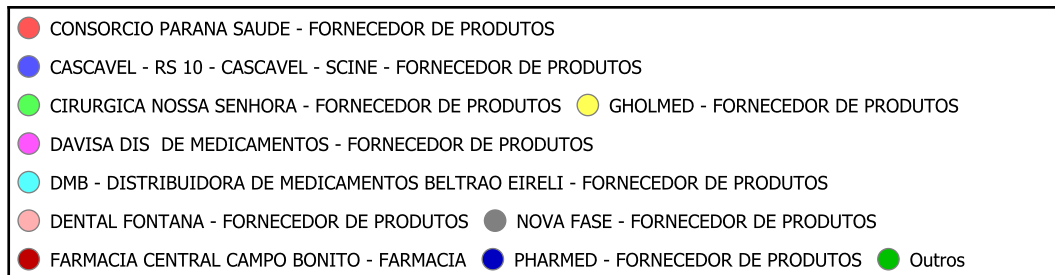 CONSORCIO PARANA SAUDE - FORNECEDOR DE PRODUTOS
CASCAVEL - RS 10 - CASCAVEL - SCINE - FORNECEDOR DE PRODUTOS
CIRURGICA NOSSA SENHORA - FORNECEDOR DE PRODUTOS GHOLMED - FORNECEDOR DE PRODUTOS
DAVISA DIS  DE MEDICAMENTOS - FORNECEDOR DE PRODUTOS
DMB - DISTRIBUIDORA DE MEDICAMENTOS BELTRAO EIRELI - FORNECEDOR DE PRODUTOS
DENTAL FONTANA - FORNECEDOR DE PRODUTOS NOVA FASE - FORNECEDOR DE PRODUTOS
FARMACIA CENTRAL CAMPO BONITO - FARMACIA PHARMED - FORNECEDOR DE PRODUTOS Outros